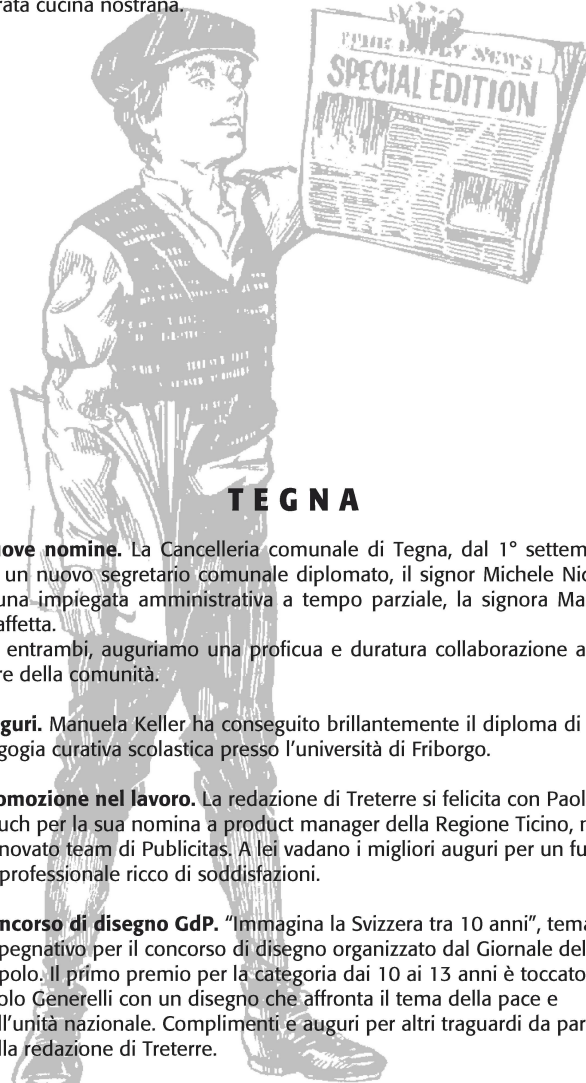 rata cucina nostrana.
THE DAILY NEWS
SPECIAL EDITION
TEGNA
ove nomine. La Cancelleria comunale di Tegna, dal 1° settem
un nuovo segretario comunale diplomato, il signor Michele Nic
una impiegata amministrativa a tempo parziale, la signora Ma
affetta.
entrambi, auguriamo una proficua e duratura collaborazione a
re della comunità.
guri. Manuela Keller ha conseguito brillantemente il diploma di
gogia curativa scolastica presso l'università di Friborgo.
omozione nel lavoro. La redazione di Treterre si felicita con Paol
uch per la sua nomina a product manager della Regione Ticino, n
novato team di Publicitas. A lei vadano i migliori auguri per un fu
professionale ricco di soddisfazioni.
ncorso di disegno GdP. “Immagina la Svizzera tra 10 anni”, tema
pegnativo per il concorso di disegno organizzato dal Giornale del
polo. Il primo premio per la categoria dai 10 ai 13 anni è toccato
olo Generelli con un disegno che affronta il tema della pace e
ll'unità nazionale. Complimenti e auguri per altri traguardi da par
lla redazione di Treterre.